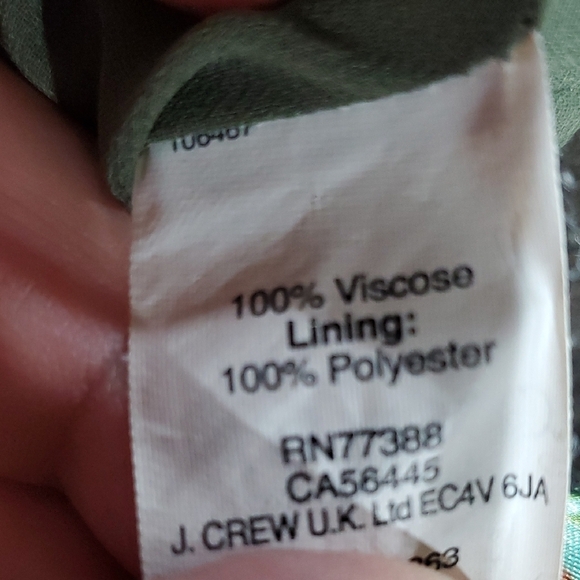 100% Viscose
Lining:
100% Polyester
RN77388
CA56445
J. CREW U.K. Ltd EC4V 6JA